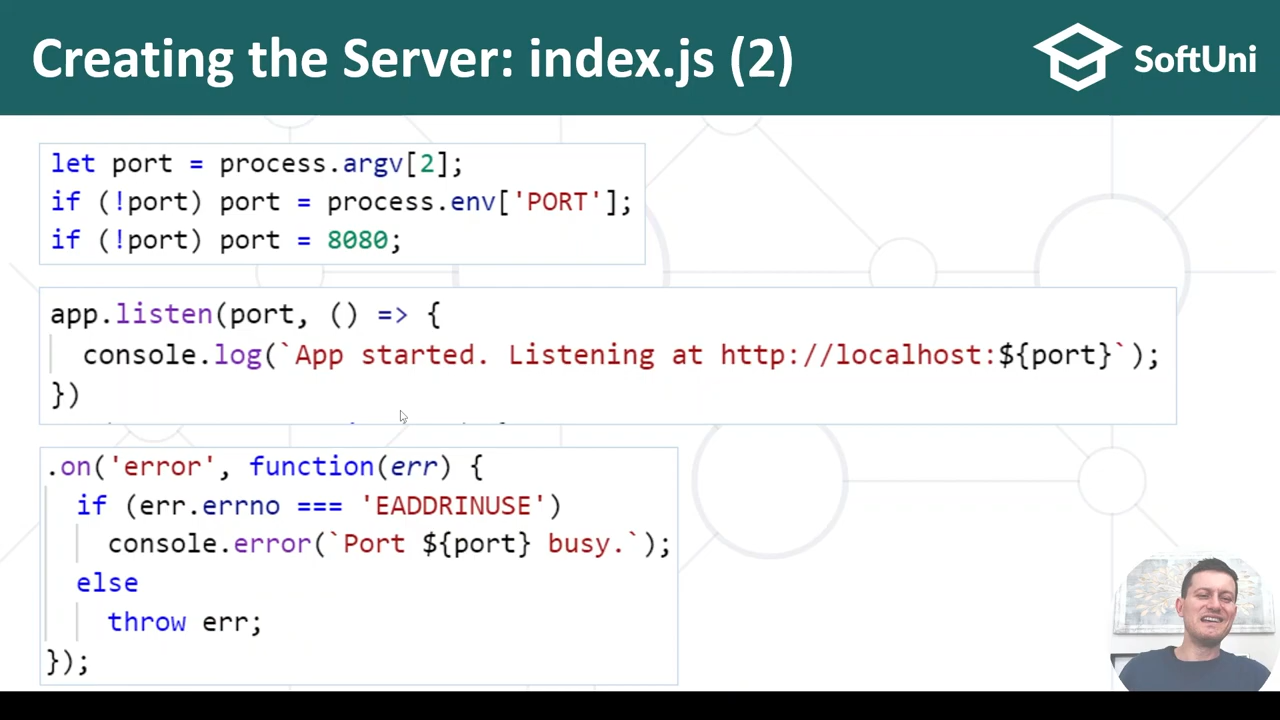 Creating the Server: index.js (2)
SoftUni
let port = process.argv[2];
if (!port) port = process.env['PORT'];
if (!port) port = 8080;
app.listen(port, () => {
console.log(`App started. Listening at http://localhost:${port}`);
})
.on('error', function(err) {
if (err.errno === 'EADDRINUSE')
console.error(`Port ${port} busy.`);
else
throw err;
});